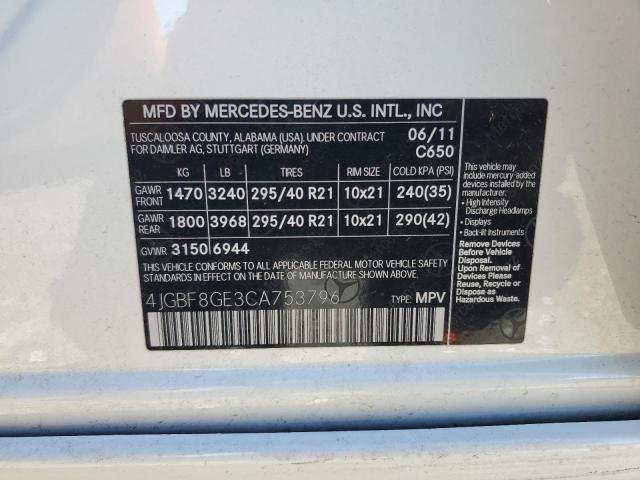 MFD BY MERCEDES-BENZ U.S. INTL., INC
TUSCALOOSA COUNTY, ALABAMA (USA). UNDER CONTRACT 06/11
FOR DAIMLER AG, STUTTGART (GERMANY) C650
KG LB TIRES RIM SIZE COLD KPA (PSI)
GAWR FRONT 1470 3240 295/40 R21 10x21 240(35)
GAWR REAR 1800 3968 295/40 R21 10x21 290(42)
GVWR 3150 6944
THIS VEHICLE CONFORMS TO ALL APPLICABLE FEDERAL MOTOR VEHICLE
SAFETY STANDARDS IN EFFECT ON THE DATE OF MANUFACTURE SHOWN ABOVE.
4JGBF8GE3CA753796 TYPE: MPV
This vehicle may
include mercury-added
devices installed by the
manufacturer:
• High Intensity
Discharge Headlamps
• Displays
• Back-lit Instruments
Remove Devices
Before Vehicle
Disposal.
Upon Removal of
Devices Please
Reuse, Recycle
or Dispose as
Hazardous Waste.